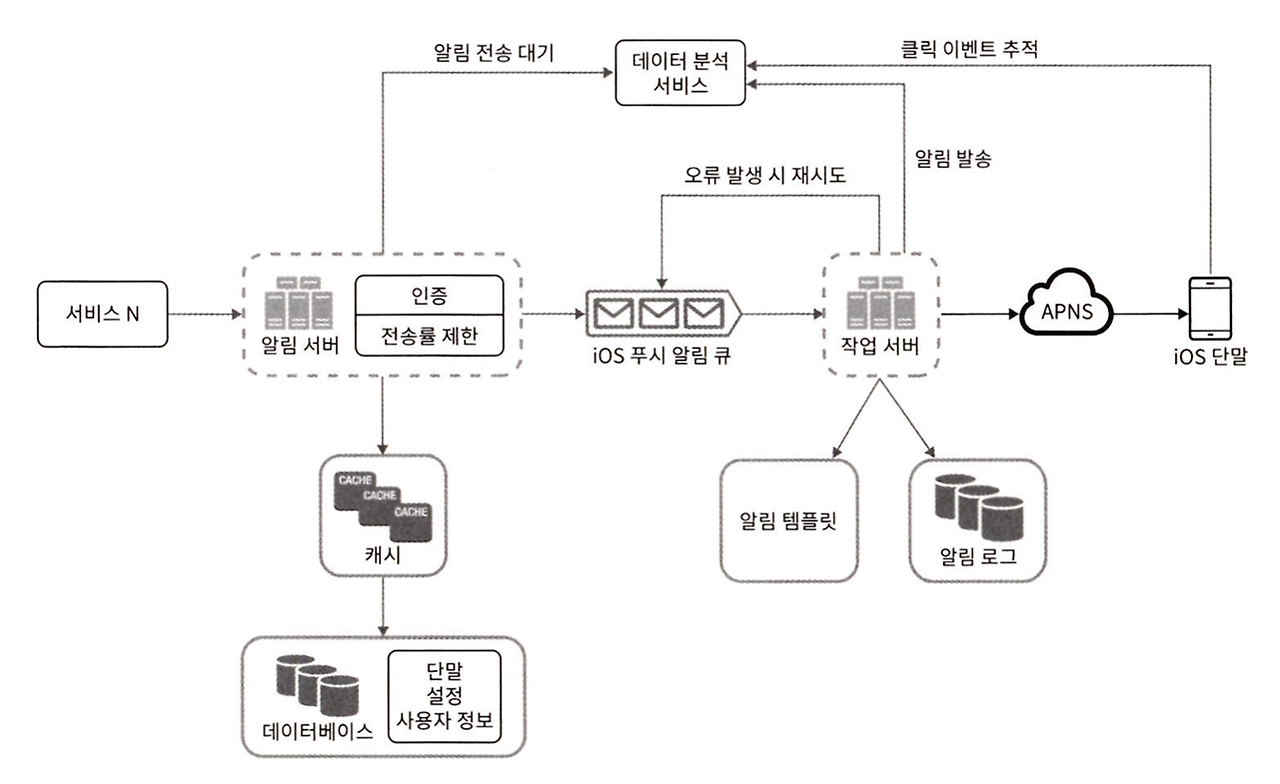 알림 전송 대기
데이터 분석
서비스
클릭 이벤트 추적
알림 발송
오류 발생 시 재시도
서비스 N
알림 서버
인증
전송률 제한
iOS 푸시 알림 큐
작업 서버
APNS
iOS 단말
CACHE
CACHE
CACHE
캐시
알림 템플릿
알림 로그
데이터베이스
단말
설정
사용자 정보